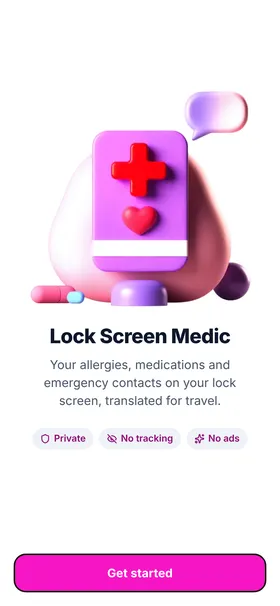 Lock Screen Medic
Your allergies, medications and
emergency contacts on your lock
screen, translated for travel.
Private
No tracking
No ads
Get started